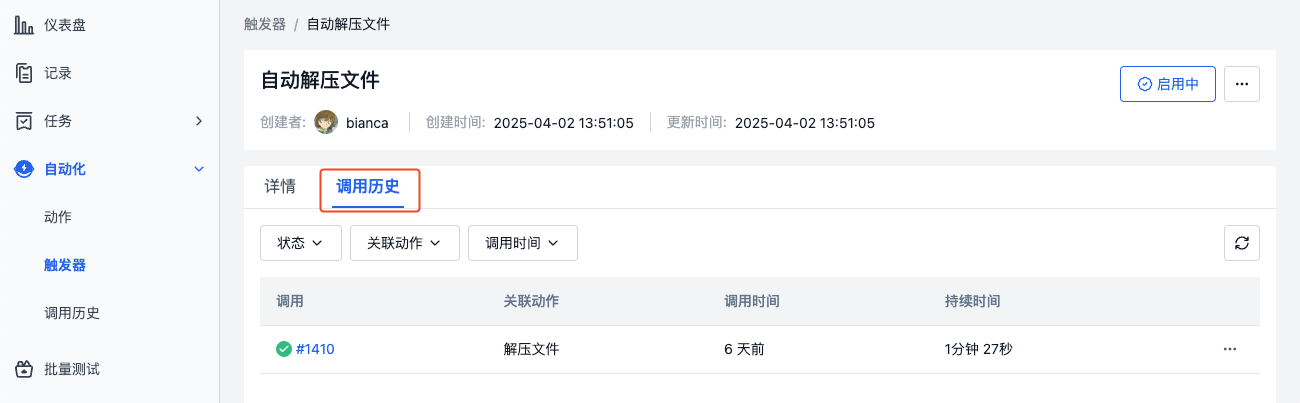 仪表盘
记录
任务
自动化
动作
触发器
调用历史
批量测试
触发器 / 自动解压文件
自动解压文件
启用中
创建者: bianca 创建时间: 2025-04-02 13:51:05 更新时间: 2025-04-02 13:51:05
详情 调用历史
状态 关联动作 调用时间
调用 关联动作 调用时间 持续时间
#1410 解压文件 6 天前 1分钟 27秒